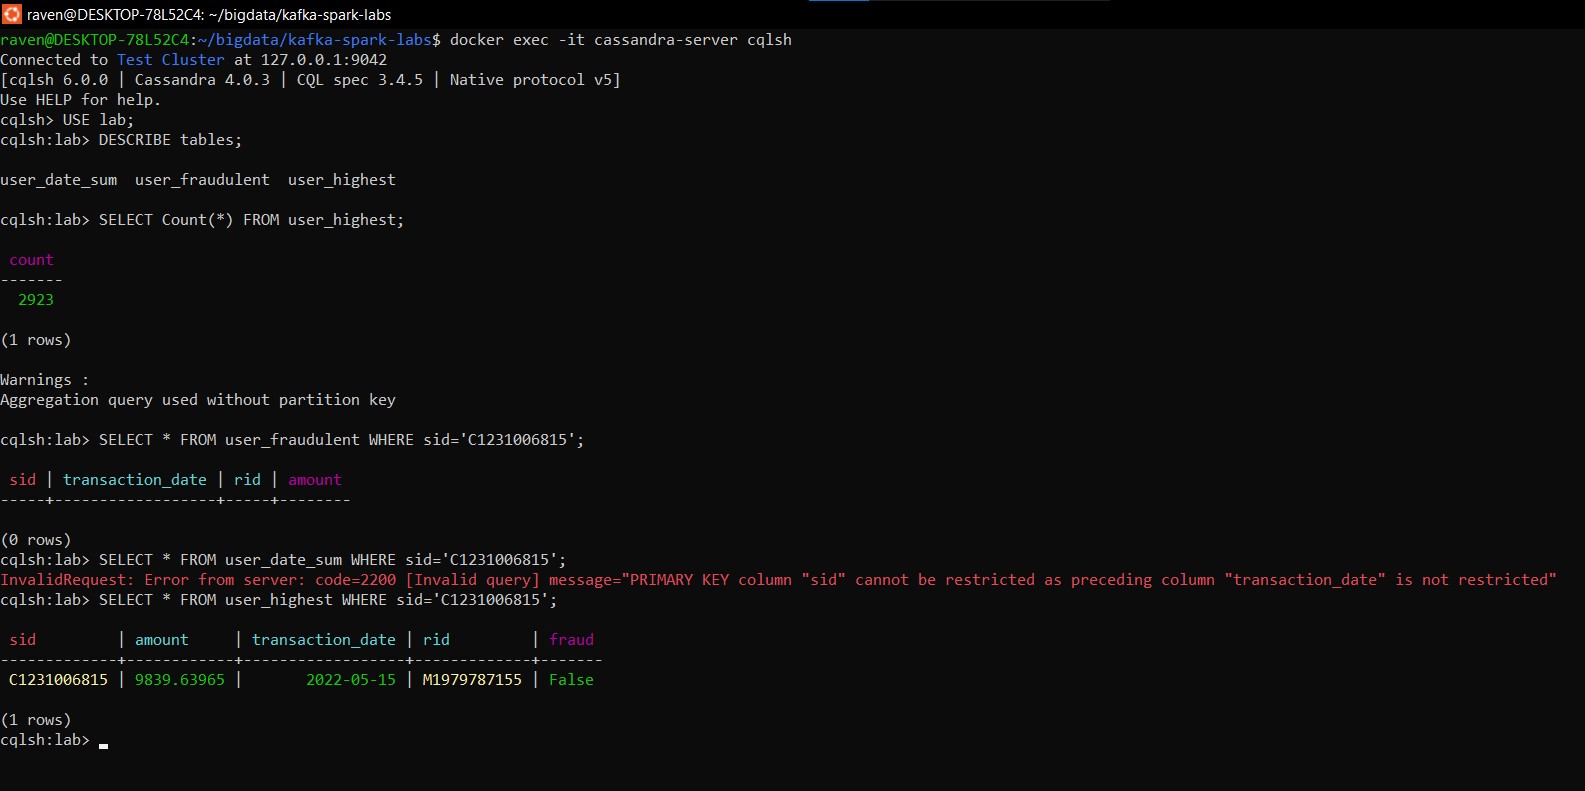 raven@DESKTOP-78L52C4: ~/bigdata/kafka-spark-labs
raven@DESKTOP-78L52C4:~/bigdata/kafka-spark-labs$ docker exec -it cassandra-server cqlsh
Connected to Test Cluster at 127.0.0.1:9042
[cqlsh 6.0.0 | Cassandra 4.0.3 | CQL spec 3.4.5 | Native protocol v5]
Use HELP for help.
cqlsh> USE lab;
cqlsh:lab> DESCRIBE tables;

user_date_sum  user_fraudulent  user_highest

cqlsh:lab> SELECT Count(*) FROM user_highest;

 count
-------
  2923

(1 rows)

Warnings :
Aggregation query used without partition key

cqlsh:lab> SELECT * FROM user_fraudulent WHERE sid='C1231006815';

 sid | transaction_date | rid | amount
-----+------------------+-----+--------

(0 rows)
cqlsh:lab> SELECT * FROM user_date_sum WHERE sid='C1231006815';
InvalidRequest: Error from server: code=2200 [Invalid query] message="PRIMARY KEY column "sid" cannot be restricted as preceding column "transaction_date" is not restricted"
cqlsh:lab> SELECT * FROM user_highest WHERE sid='C1231006815';

 sid         | amount     | transaction_date | rid         | fraud
-------------+------------+------------------+-------------+-------
 C1231006815 | 9839.63965 |       2022-05-15 | M1979787155 | False

(1 rows)
cqlsh:lab>